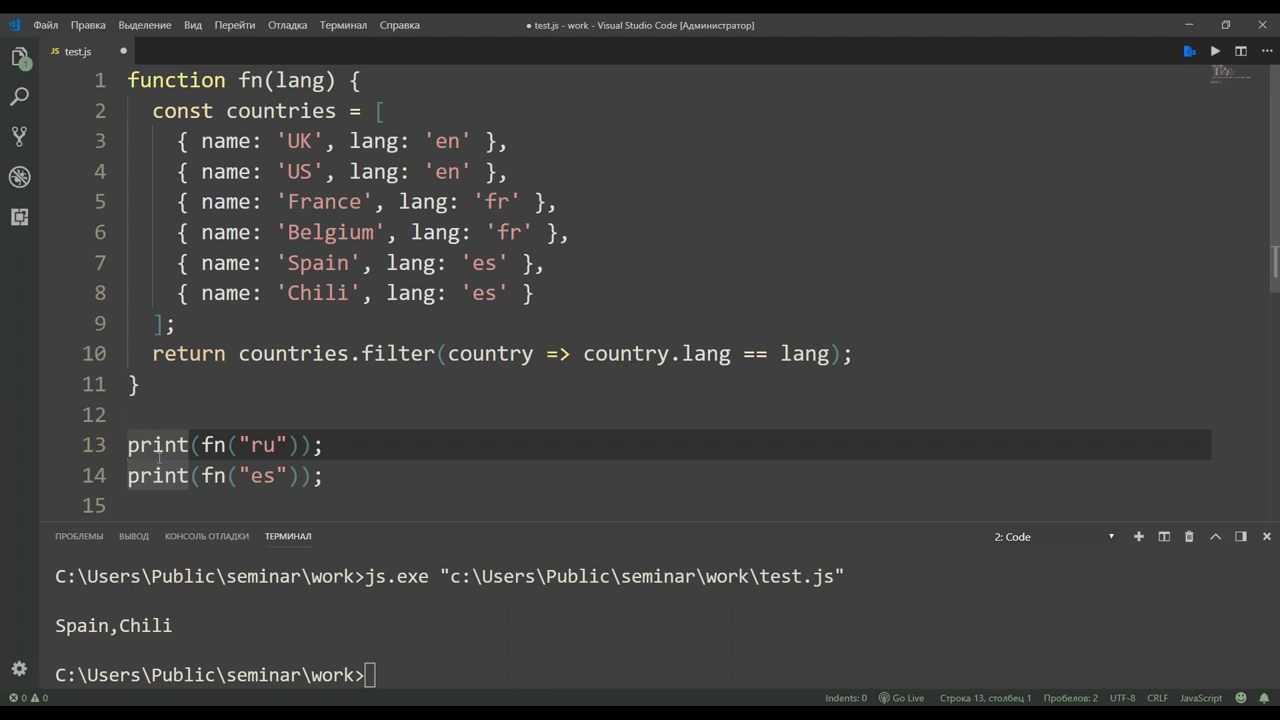 Файл Правка Выделение Вид Перейти Отладка Терминал Справка ● test.js - work - Visual Studio Code [Администратор]
JS test.js ●
1 function fn(lang) {
2 const countries = [
3 { name: 'UK', lang: 'en' },
4 { name: 'US', lang: 'en' },
5 { name: 'France', lang: 'fr' },
6 { name: 'Belgium', lang: 'fr' },
7 { name: 'Spain', lang: 'es' },
8 { name: 'Chili', lang: 'es' }
9 ];
10 return countries.filter(country => country.lang == lang);
11 }
12
13 print(fn("ru"));
14 print(fn("es"));
15
ПРОБЛЕМЫ ВЫВОД КОНСОЛЬ ОТЛАДКИ ТЕРМИНАЛ 2: Code
C:\Users\Public\seminar\work>js.exe "c:\Users\Public\seminar\work\test.js"
Spain,Chili
C:\Users\Public\seminar\work>
0 0 Indents: 0 Go Live Строка 13, столбец 1 Пробелов: 2 UTF-8 CRLF JavaScript